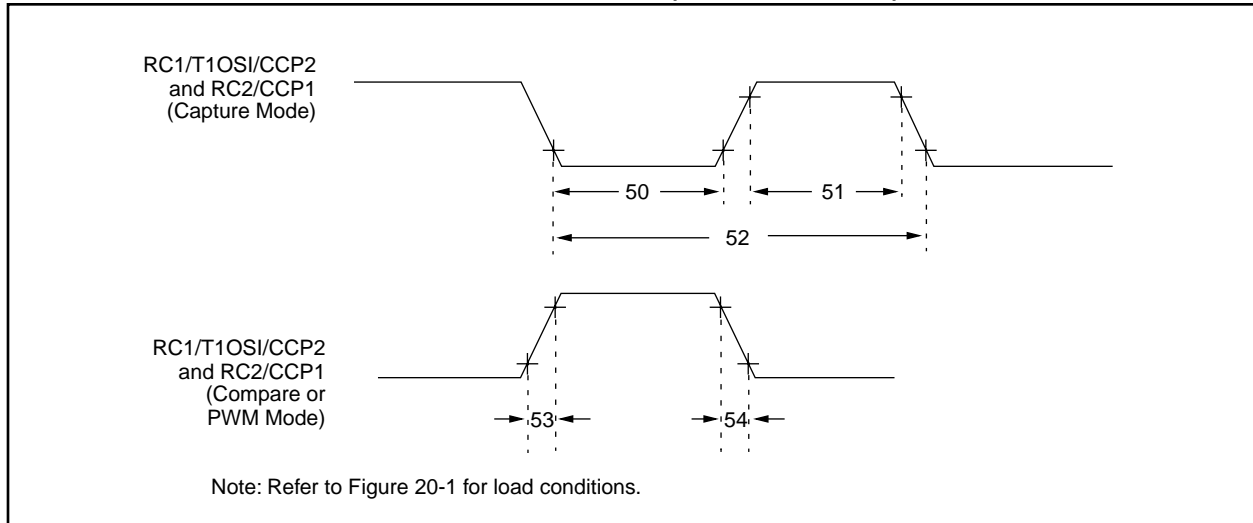 RC1/T1OSI/CCP2
and RC2/CCP1
(Capture Mode)
50
51
52
RC1/T1OSI/CCP2
and RC2/CCP1
(Compare or
PWM Mode)
53
54
Note: Refer to Figure 20-1 for load conditions.